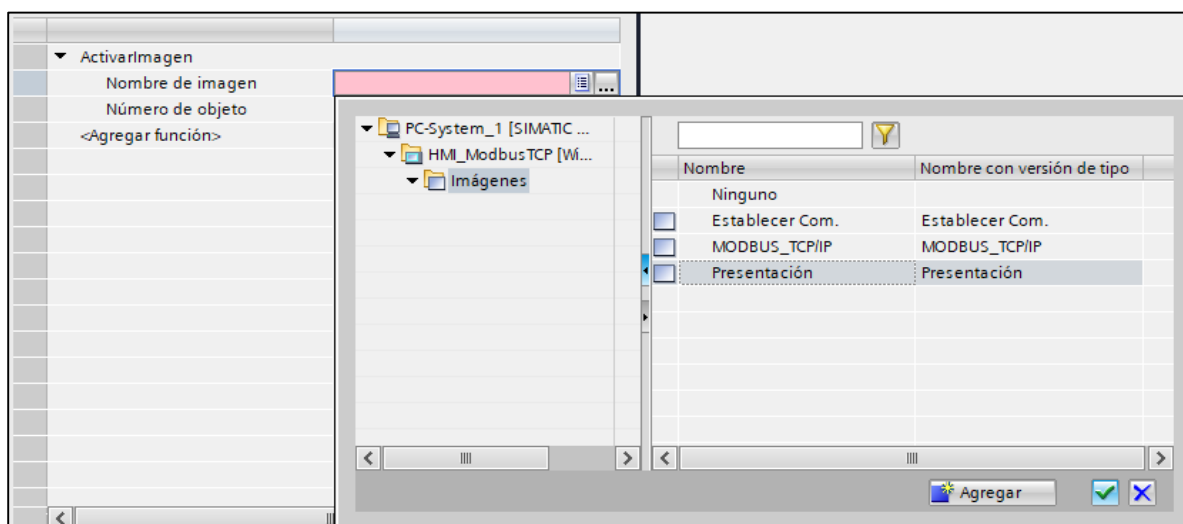 ActivarImagen
Nombre de imagen
...
Número de objeto
<Agregar función>
PC-System_1 [SIMATIC ...
HMI_ModbusTCP [Wi...
Imágenes
Nombre Nombre con versión de tipo
Ninguno
Establecer Com. Establecer Com.
MODBUS_TCP/IP MODBUS_TCP/IP
Presentación Presentación
Agregar